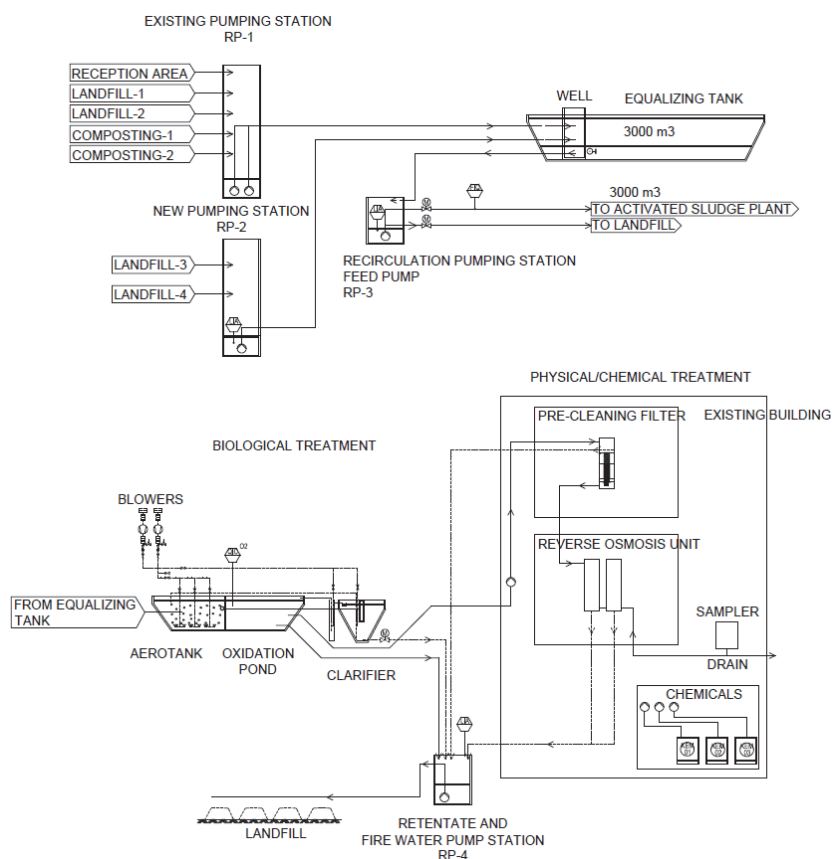 EXISTING PUMPING STATION
RP-1
RECEPTION AREA
LANDFILL-1
LANDFILL-2
COMPOSTING-1
COMPOSTING-2
WELL
EQUALIZING TANK
3000 m3
3000 m3
TO ACTIVATED SLUDGE PLANT
TO LANDFILL
NEW PUMPING STATION
RP-2
LANDFILL-3
LANDFILL-4
RECIRCULATION PUMPING STATION
FEED PUMP
RP-3
PHYSICAL/CHEMICAL TREATMENT
PRE-CLEANING FILTER
EXISTING BUILDING
BIOLOGICAL TREATMENT
BLOWERS
O2
REVERSE OSMOSIS UNIT
FROM EQUALIZING
TANK
AEROTANK
OXIDATION
POND
CLARIFIER
SAMPLER
DRAIN
CHEMICALS
01
02
03
LANDFILL
RETENTATE AND
FIRE WATER PUMP STATION
RP-4